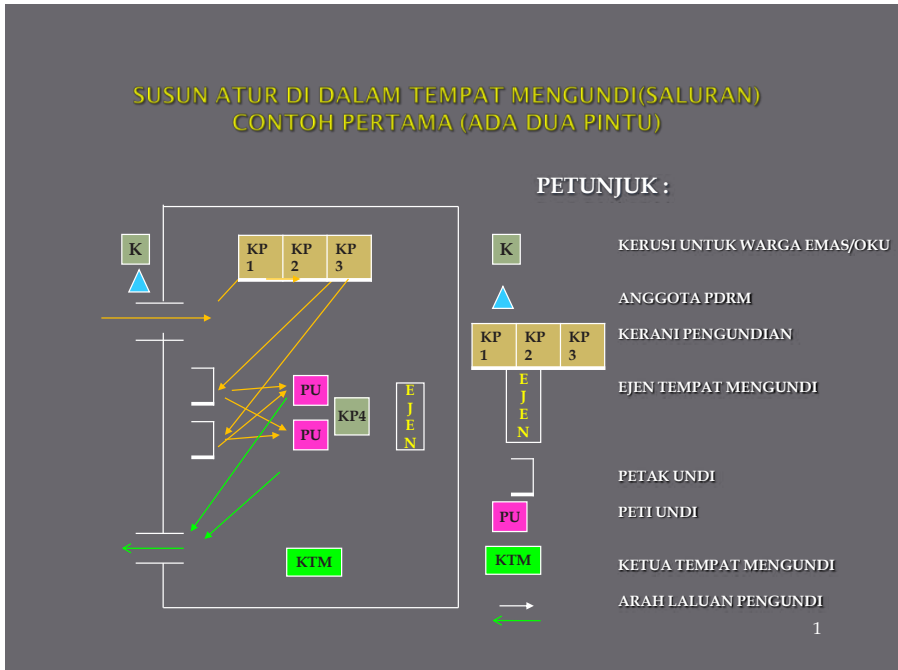 SUSUN ATUR DI DALAM TEMPAT MENGUNDI(SALURAN)
CONTOH PERTAMA (ADA DUA PINTU)
PETUNJUK :
K
KP 1
KP 2
KP 3
PU
PU
KP4
E
J
E
N
KTM
K
KERUSI UNTUK WARGA EMAS/OKU
ANGGOTA PDRM
KP 1
KP 2
KP 3
KERANI PENGUNDIAN
E
J
E
N
EJEN TEMPAT MENGUNDI
PETAK UNDI
PU
PETI UNDI
KTM
KETUA TEMPAT MENGUNDI
ARAH LALUAN PENGUNDI
1